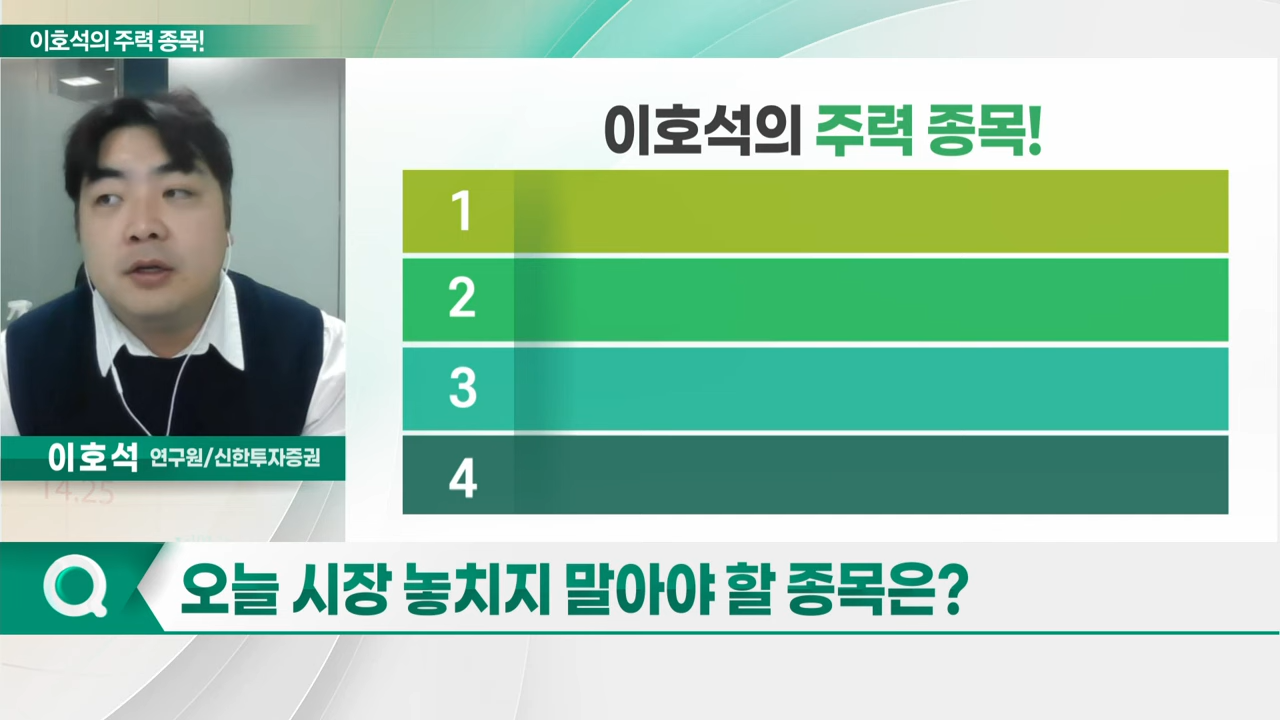 이호석의 주력 종목!
이호석의 주력 종목!
1
2
3
4
이호석 연구원/신한투자증권
14.25
오늘 시장 놓치지 말아야 할 종목은?